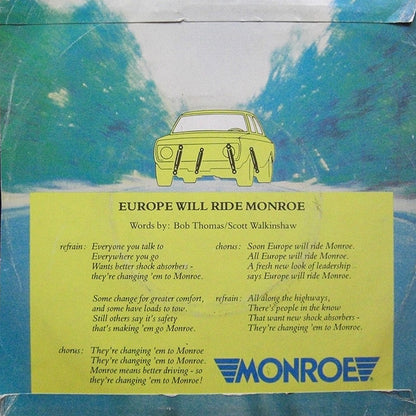 EUROPE WILL RIDE MONROE
Words by: Bob Thomas/Scott Walkinshaw
refrain: Everyone you talk to
Everywhere you go
Wants better shock absorbers -
they're changing 'em to Monroe.
Some change for greater comfort,
and some have loads to tow.
Still others say it's safety
that's making 'em go Monroe.
chorus: They're changing 'em to Monroe
They're changing 'em to Monroe.
Monroe means better driving - so
they're changing 'em to Monroe!
chorus: Soon Europe will ride Monroe.
All Europe will ride Monroe.
A fresh new look of leadership
says Europe will ride Monroe.
refrain: All along the highways,
There's people in the know
That want new shock absorbers -
They're changing 'em to Monroe.
MONROE